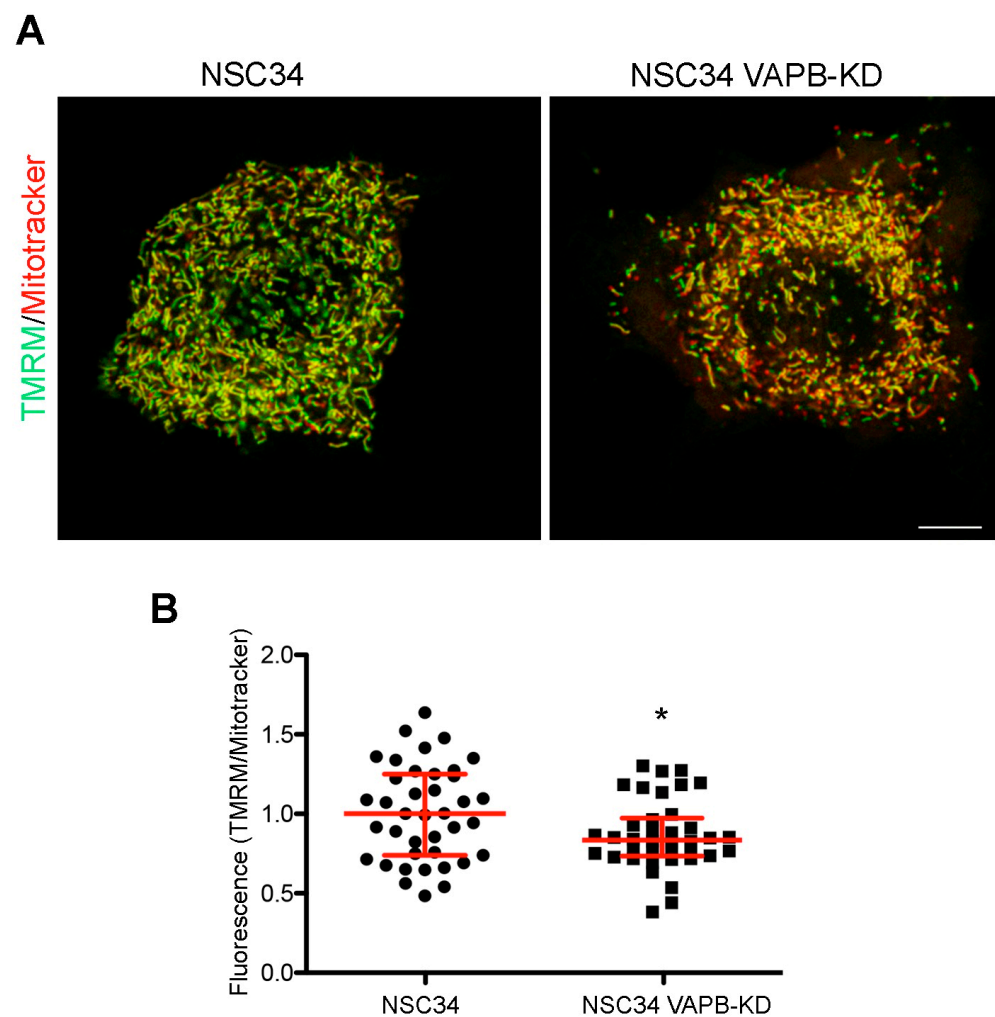 A
NSC34
NSC34 VAPB-KD
TMRM/Mitotracker
B
Fluorescence (TMRM/Mitotracker)
2.0
1.5
1.0
0.5
0.0
*
NSC34
NSC34 VAPB-KD